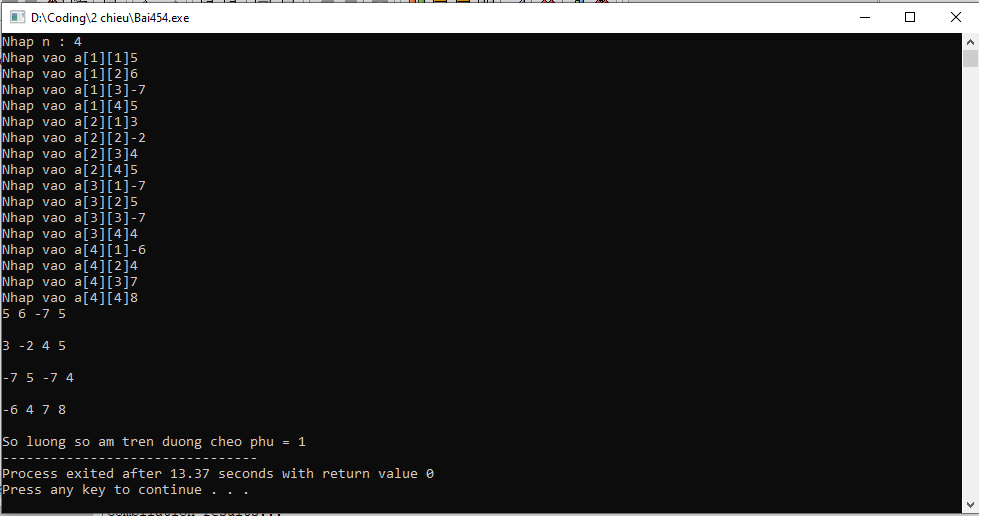 D:\Coding\2 chieu\Bai454.exe
Nhap n : 4
Nhap vao a[1][1]5
Nhap vao a[1][2]6
Nhap vao a[1][3]-7
Nhap vao a[1][4]5
Nhap vao a[2][1]3
Nhap vao a[2][2]-2
Nhap vao a[2][3]4
Nhap vao a[2][4]5
Nhap vao a[3][1]-7
Nhap vao a[3][2]5
Nhap vao a[3][3]-7
Nhap vao a[3][4]4
Nhap vao a[4][1]-6
Nhap vao a[4][2]4
Nhap vao a[4][3]7
Nhap vao a[4][4]8
5 6 -7 5
3 -2 4 5
-7 5 -7 4
-6 4 7 8
So luong so am tren duong cheo phu = 1
--------------------------------
Process exited after 13.37 seconds with return value 0
Press any key to continue . . .